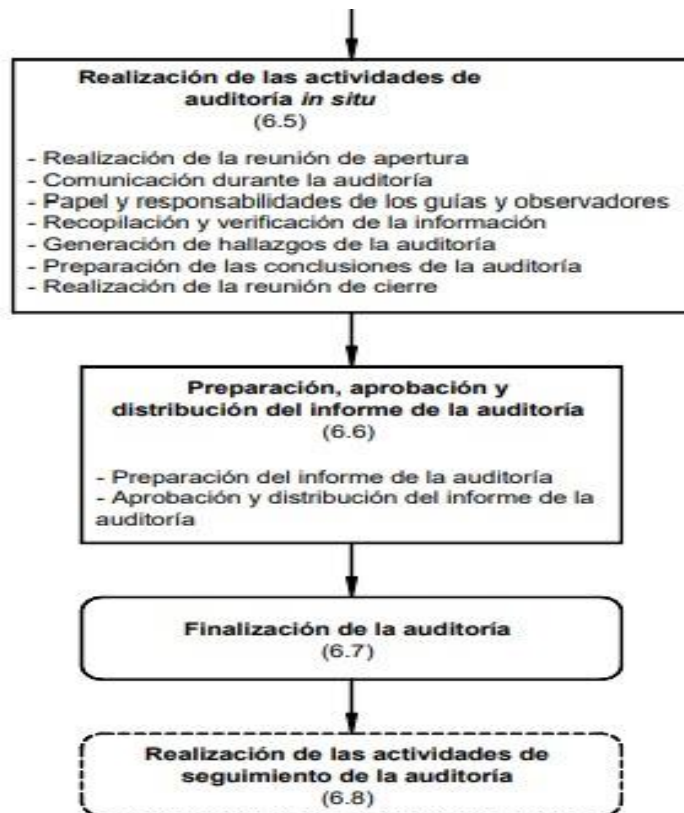 Realización de las actividades de
auditoría in situ
(6.5)
- Realización de la reunión de apertura
- Comunicación durante la auditoría
- Papel y responsabilidades de los guías y observadores
- Recopilación y verificación de la información
- Generación de hallazgos de la auditoría
- Preparación de las conclusiones de la auditoría
- Realización de la reunión de cierre
Preparación, aprobación y
distribución del informe de la auditoría
(6.6)
- Preparación del informe de la auditoría
- Aprobación y distribución del informe de la
auditoría
Finalización de la auditoría
(6.7)
Realización de las actividades de
seguimiento de la auditoría
(6.8)